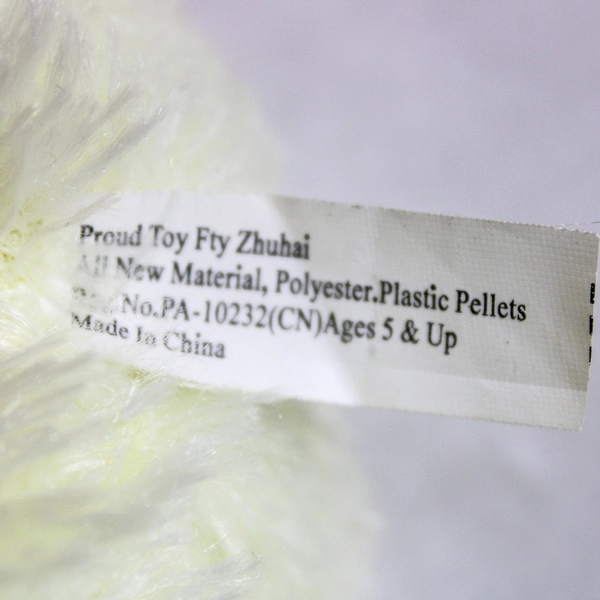 Proud Toy Fty Zhuhai
All New Material, Polyester.Plastic Pellets
No.PA-10232(CN)Ages 5 & Up
Made In China